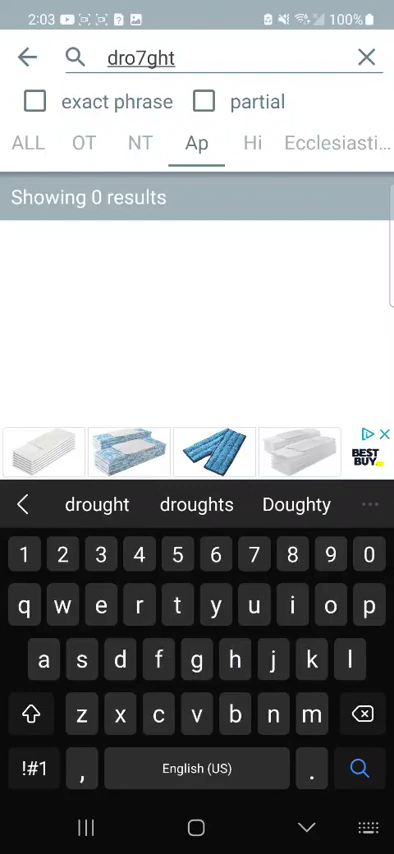 2:03 100%
dro7ght
exact phrase partial
ALL OT NT Ap Hi Ecclesiasti...
Showing 0 results
BEST
BUY
drought droughts Doughty ...
1 2 3 4 5 6 7 8 9 0
q w e r t y u i o p
a s d f g h j k l
z x c v b n m
!#1 , English (US) .